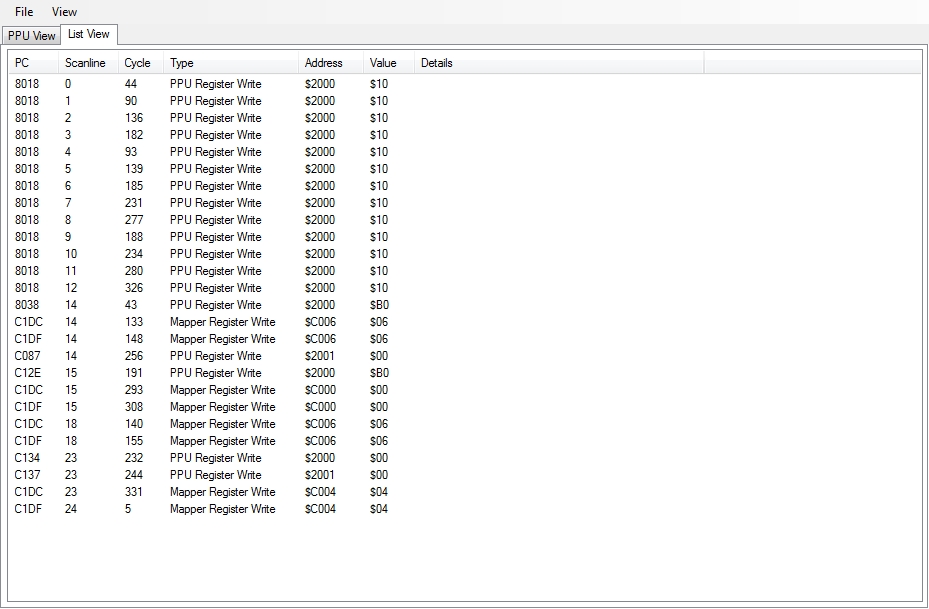 File View
PPU View List View
PC Scanline Cycle Type Address Value Details
8018 0 44 PPU Register Write $2000 $10
8018 1 90 PPU Register Write $2000 $10
8018 2 136 PPU Register Write $2000 $10
8018 3 182 PPU Register Write $2000 $10
8018 4 93 PPU Register Write $2000 $10
8018 5 139 PPU Register Write $2000 $10
8018 6 185 PPU Register Write $2000 $10
8018 7 231 PPU Register Write $2000 $10
8018 8 277 PPU Register Write $2000 $10
8018 9 188 PPU Register Write $2000 $10
8018 10 234 PPU Register Write $2000 $10
8018 11 280 PPU Register Write $2000 $10
8018 12 326 PPU Register Write $2000 $10
8038 14 43 PPU Register Write $2000 $B0
C1DC 14 133 Mapper Register Write $C006 $06
C1DF 14 148 Mapper Register Write $C006 $06
C087 14 256 PPU Register Write $2001 $00
C12E 15 191 PPU Register Write $2000 $B0
C1DC 15 293 Mapper Register Write $C000 $00
C1DF 15 308 Mapper Register Write $C000 $00
C1DC 18 140 Mapper Register Write $C006 $06
C1DF 18 155 Mapper Register Write $C006 $06
C134 23 232 PPU Register Write $2000 $00
C137 23 244 PPU Register Write $2001 $00
C1DC 23 331 Mapper Register Write $C004 $04
C1DF 24 5 Mapper Register Write $C004 $04